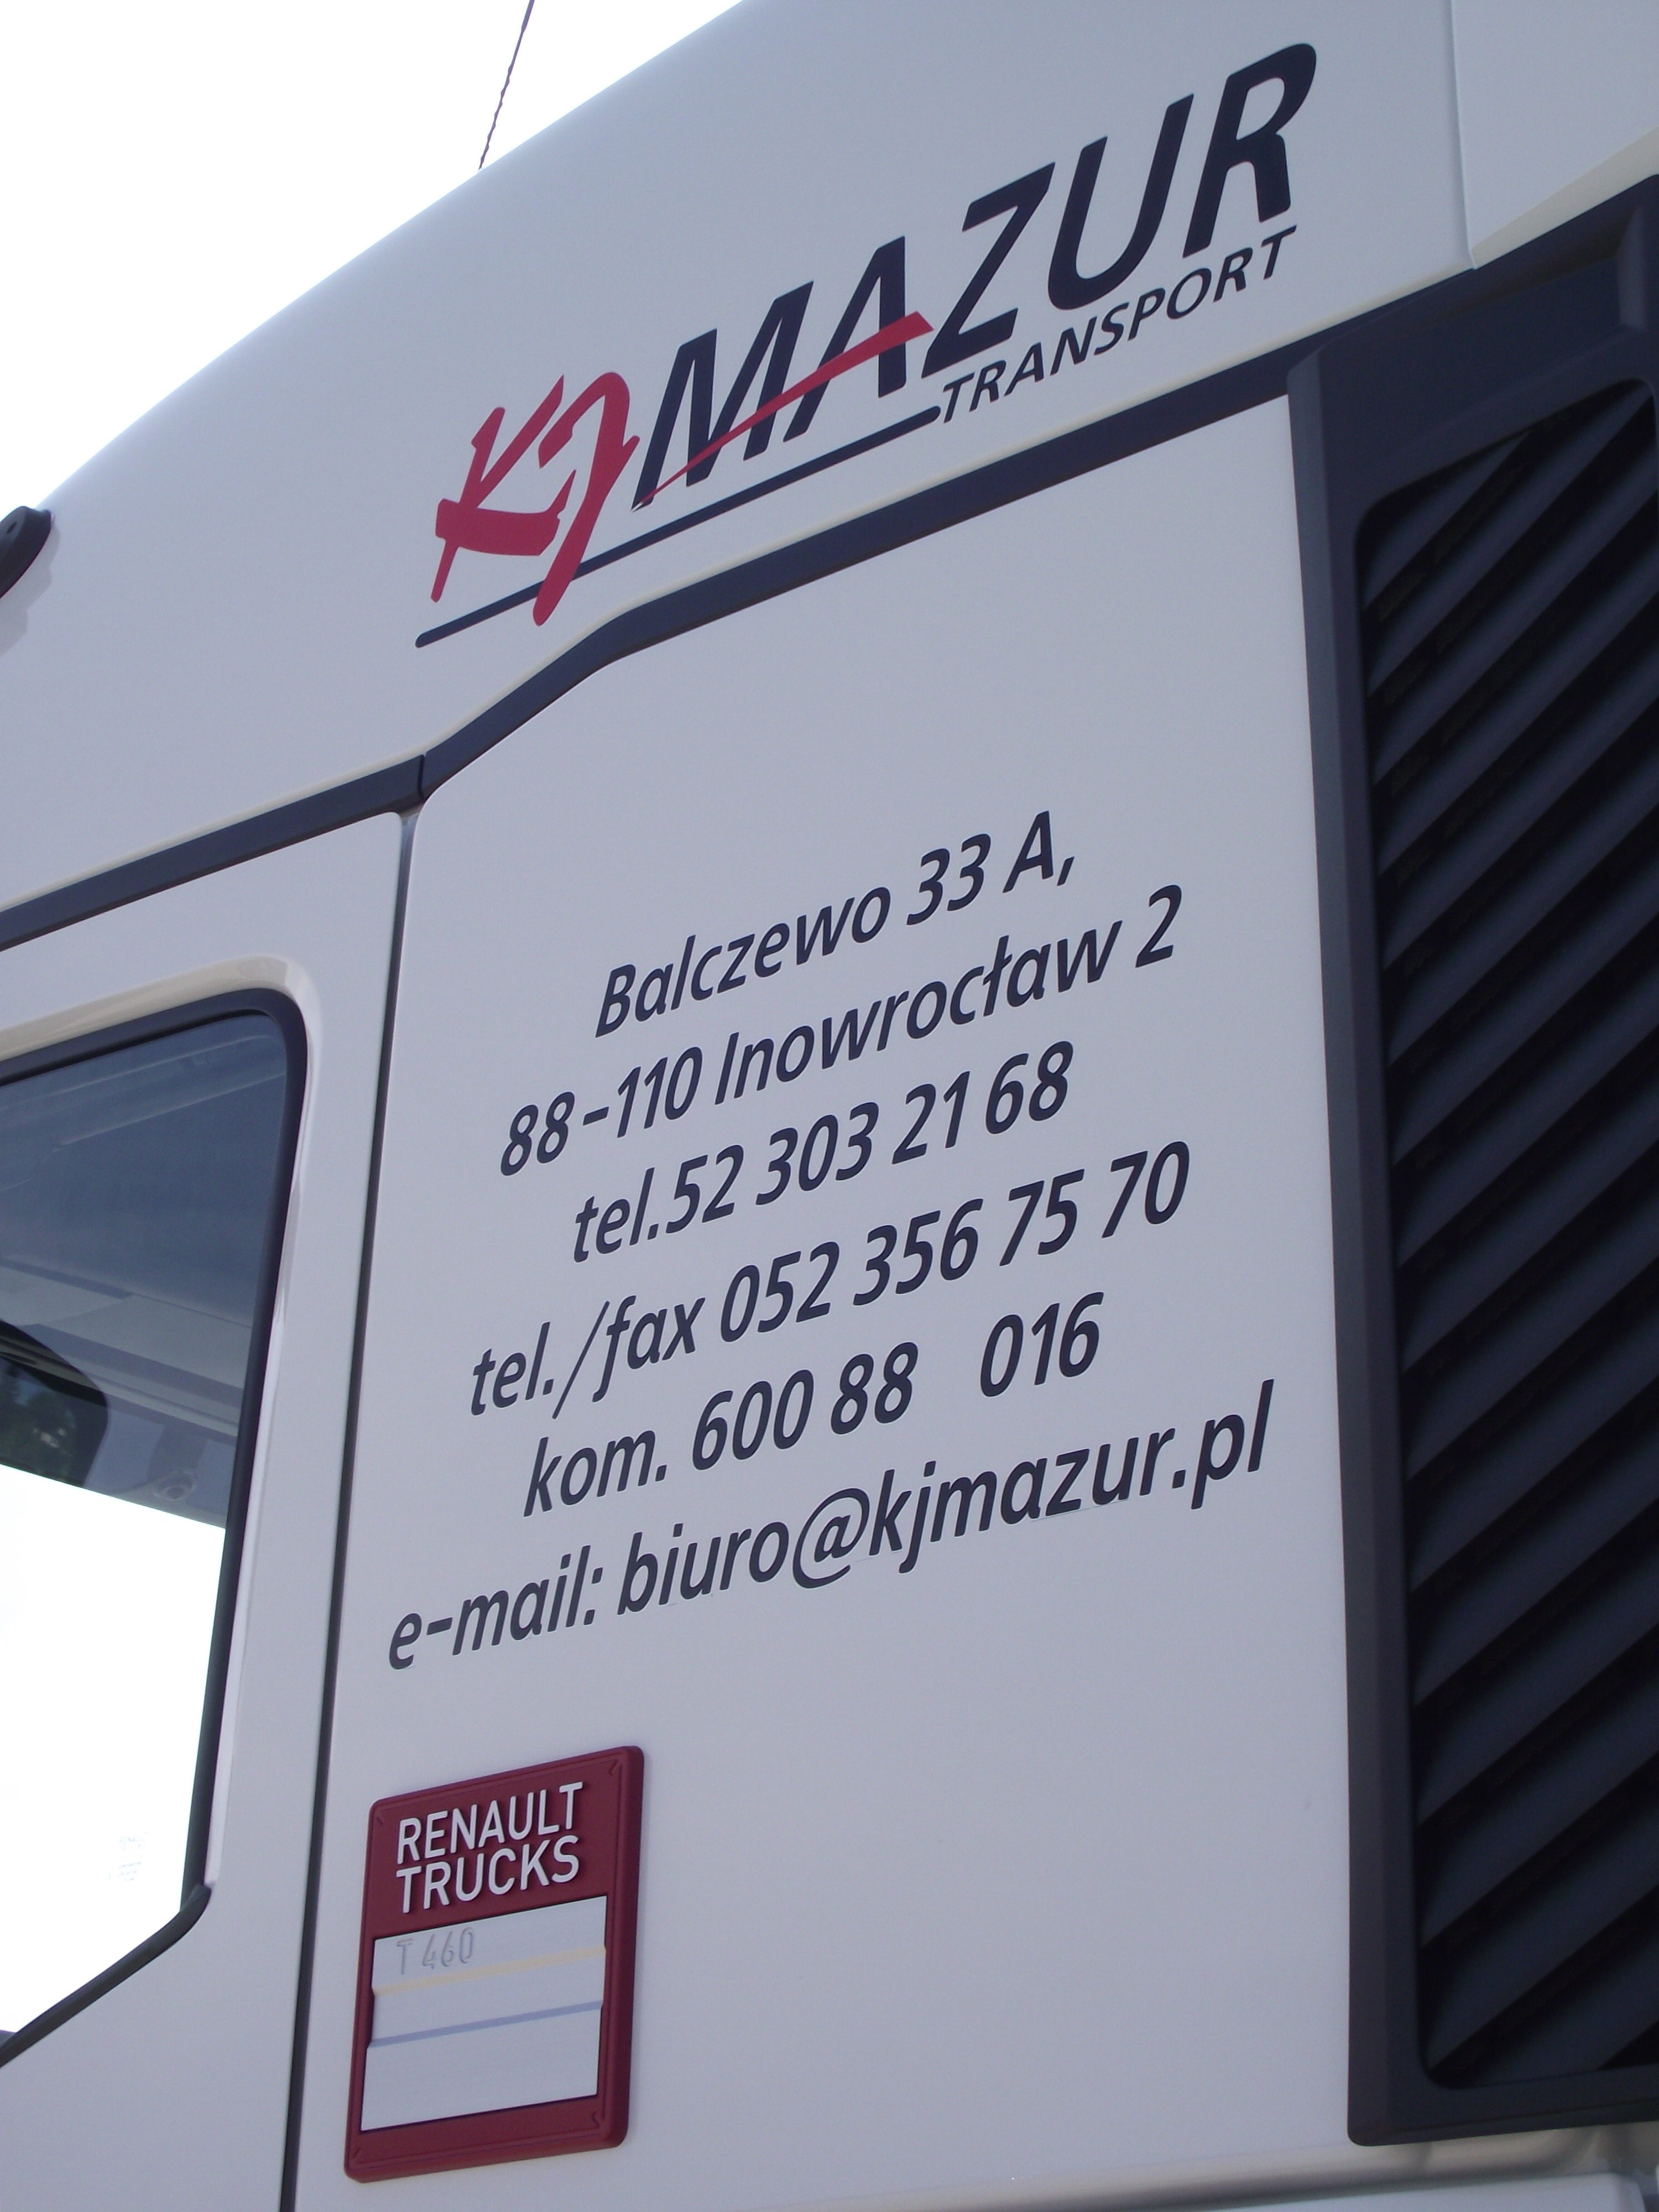 KJ MAZUR
TRANSPORT
Balczewo 33 A,
88-110 Inowrocław 2
tel.52 303 21 68
tel./fax 052 356 75 70
kom. 600 88 016
e-mail: biuro@kjmazur.pl
RENAULT
TRUCKS
T 460